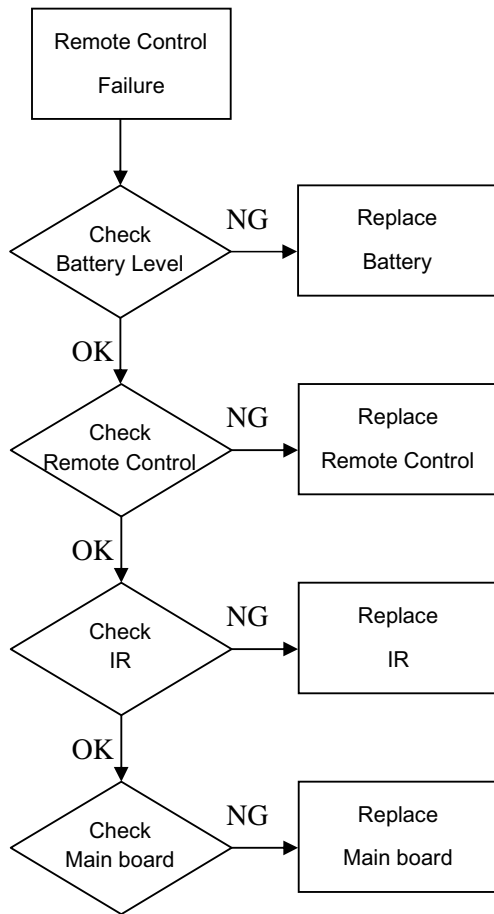 Remote Control
Failure
Check
Battery Level
NG
Replace
Battery
OK
Check
Remote Control
NG
Replace
Remote Control
OK
Check
IR
NG
Replace
IR
OK
Check
Main board
NG
Replace
Main board